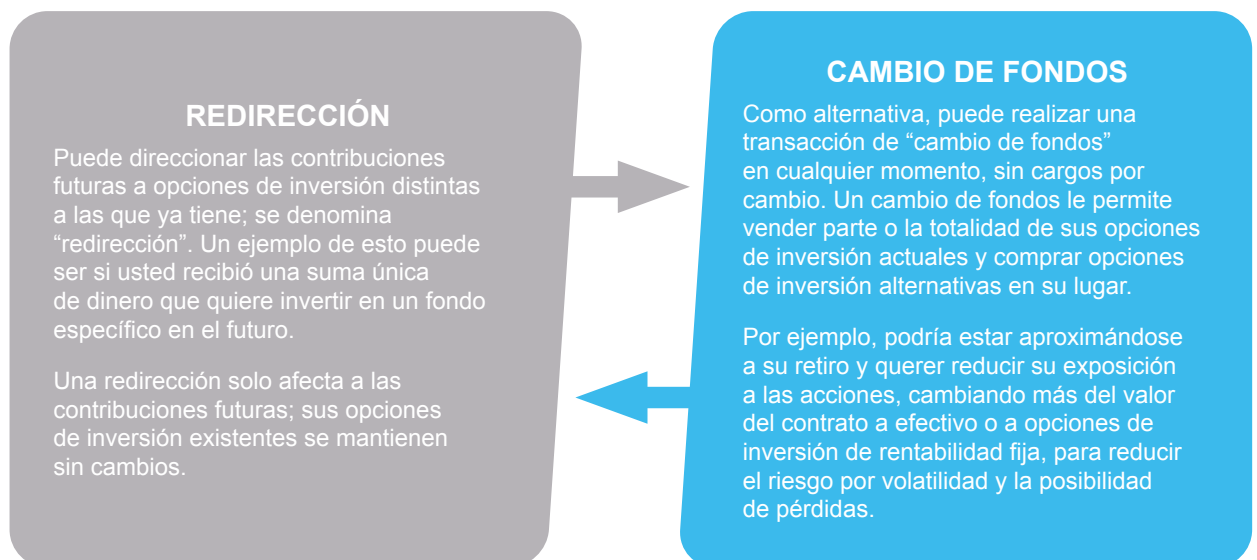 REDIRECCIÓN
Puede direccionar las contribuciones
futuras a opciones de inversión distintas
a las que ya tiene; se denomina
“redirección”. Un ejemplo de esto puede
ser si usted recibió una suma única
de dinero que quiere invertir en un fondo
específico en el futuro.
Una redirección solo afecta a las
contribuciones futuras; sus opciones
de inversión existentes se mantienen
sin cambios.
CAMBIO DE FONDOS
Como alternativa, puede realizar una
transacción de “cambio de fondos”
en cualquier momento, sin cargos por
cambio. Un cambio de fondos le permite
vender parte o la totalidad de sus opciones
de inversión actuales y comprar opciones
de inversión alternativas en su lugar.
Por ejemplo, podría estar aproximándose
a su retiro y querer reducir su exposición
a las acciones, cambiando más del valor
del contrato a efectivo o a opciones de
inversión de rentabilidad fija, para reducir
el riesgo por volatilidad y la posibilidad
de pérdidas.